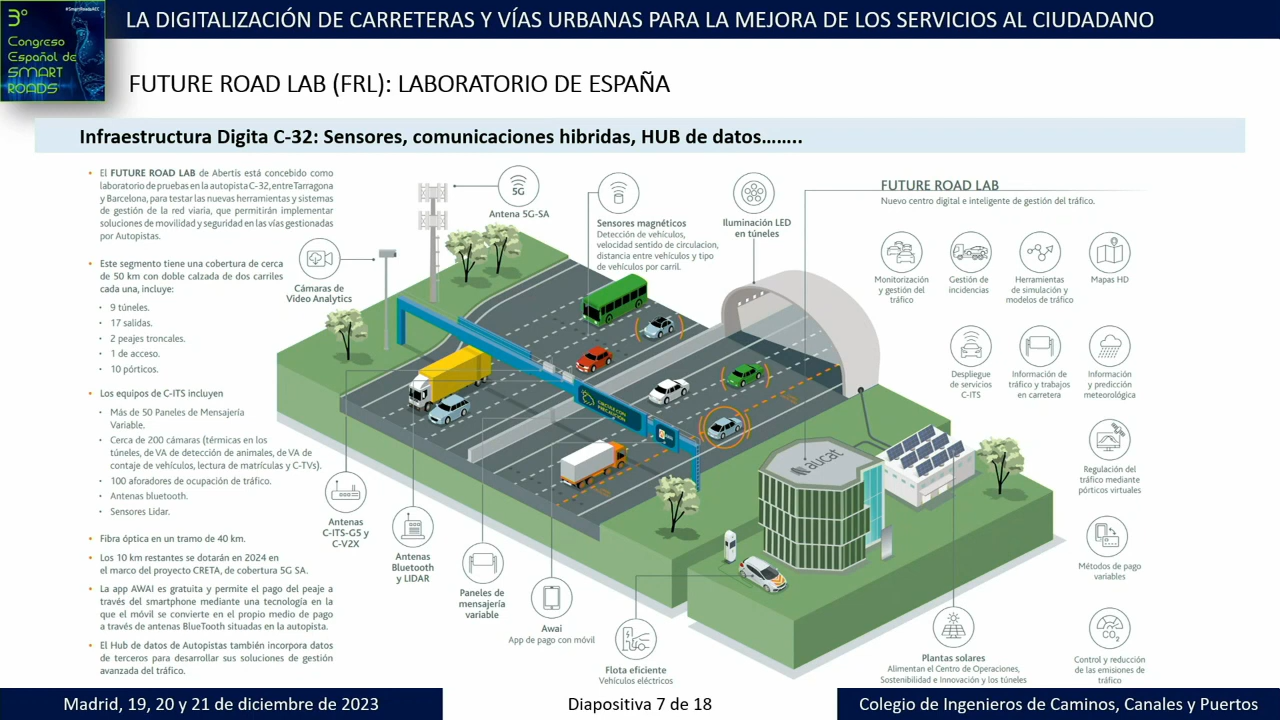 3º
#SmartRoadsAEC
Congreso
Español de
SMART
ROADS
LA DIGITALIZACIÓN DE CARRETERAS Y VÍAS URBANAS PARA LA MEJORA DE LOS SERVICIOS AL CIUDADANO
FUTURE ROAD LAB (FRL): LABORATORIO DE ESPAÑA
Infraestructura Digita C-32: Sensores, comunicaciones hibridas, HUB de datos……..
• El FUTURE ROAD LAB de Abertis está concebido como
laboratorio de pruebas en la autopista C-32, entre Tarragona
y Barcelona, para testar las nuevas herramientas y sistemas
de gestión de la red viaria, que permitirán implementar
soluciones de movilidad y seguridad en las vías gestionadas
por Autopistas.
• Este segmento tiene una cobertura de cerca
de 50 km con doble calzada de dos carriles
cada una, incluye:
• 9 túneles.
• 17 salidas.
• 2 peajes troncales.
• 1 de acceso.
• 10 pórticos.
• Los equipos de C-ITS incluyen
• Más de 50 Paneles de Mensajería
Variable.
• Cerca de 200 cámaras (térmicas en los
túneles, de VA de detección de animales, de VA de
contaje de vehículos, lectura de matrículas y C-TVs).
• 100 aforadores de ocupación de tráfico.
• Antenas bluetooth.
• Sensores Lidar.
• Fibra óptica en un tramo de 40 km.
• Los 10 km restantes se dotarán en 2024 en
el marco del proyecto CRETA, de cobertura 5G SA.
• La app AWAI es gratuita y permite el pago del peaje a
través del smartphone mediante una tecnología en la
que el móvil se convierte en el propio medio de pago
a través de antenas BlueTooth situadas en la autopista.
• El Hub de datos de Autopistas también incorpora datos
de terceros para desarrollar sus soluciones de gestión
avanzada del tráfico.
5G
Antena 5G-SA
Cámaras de
Video Analytics
Sensores magnéticos
Detección de vehículos,
velocidad sentido de circulacion,
distancia entre vehículos y tipo
de vehículos por carril.
Iluminación LED
en túneles
CIRCULE CON
PRECAUCIÓN
aucat
Antenas
C-ITS-G5 y
C-V2X
Antenas
Bluetooth
y LIDAR
Paneles de
mensajería
variable
Awai
App de pago con móvil
Flota eficiente
Vehículos eléctricos
Plantas solares
Alimentan el Centro de Operaciones,
Sostenibilidad e Innovación y los túneles
FUTURE ROAD LAB
Nuevo centro digital e inteligente de gestión del tráfico.
Monitorización
y gestión del
tráfico
Gestión de
incidencias
Herramientas
de simulación y
modelos de tráfico
Mapas HD
Despliegue
de servicios
C-ITS
Información de
tráfico y trabajos
en carretera
Información
y predicción
meteorológica
Regulación del
tráfico mediante
pórticos virtuales
Métodos de pago
variables
CO2
Control y reducción
de las emisiones de
tráfico
Madrid, 19, 20 y 21 de diciembre de 2023
Diapositiva 7 de 18
Colegio de Ingenieros de Caminos, Canales y Puertos